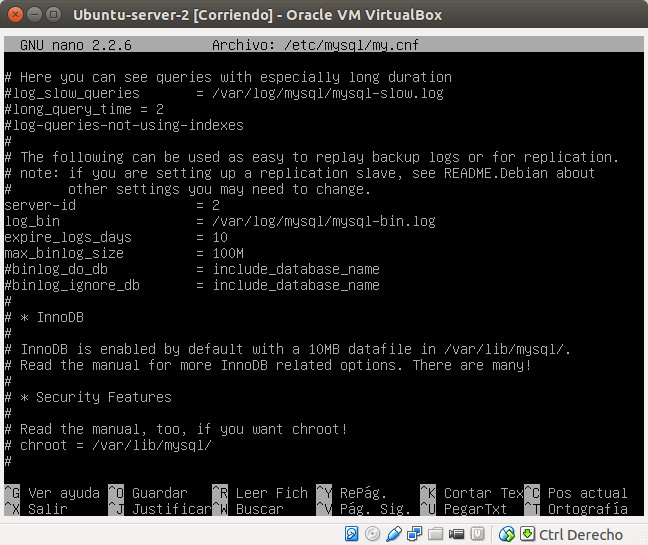 Ubuntu-server-2 [Corriendo] - Oracle VM VirtualBox
GNU nano 2.2.6 Archivo: /etc/mysql/my.cnf
# Here you can see queries with especially long duration
#log_slow_queries = /var/log/mysql/mysql-slow.log
#long_query_time = 2
#log-queries-not-using-indexes
#
# The following can be used as easy to replay backup logs or for replication.
# note: if you are setting up a replication slave, see README.Debian about
# other settings you may need to change.
server-id = 2
log_bin = /var/log/mysql/mysql-bin.log
expire_logs_days = 10
max_binlog_size = 100M
#binlog_do_db = include_database_name
#binlog_ignore_db = include_database_name
#
# * InnoDB
#
# InnoDB is enabled by default with a 10MB datafile in /var/lib/mysql/.
# Read the manual for more InnoDB related options. There are many!
#
# * Security Features
#
# Read the manual, too, if you want chroot!
# chroot = /var/lib/mysql/
#
^G Ver ayuda ^O Guardar ^R Leer Fich ^Y RePág. ^K Cortar Tex ^C Pos actual
^X Salir ^J Justificar ^W Buscar ^V Pág. Sig. ^U PegarTxt ^T Ortografía
Ctrl Derecho